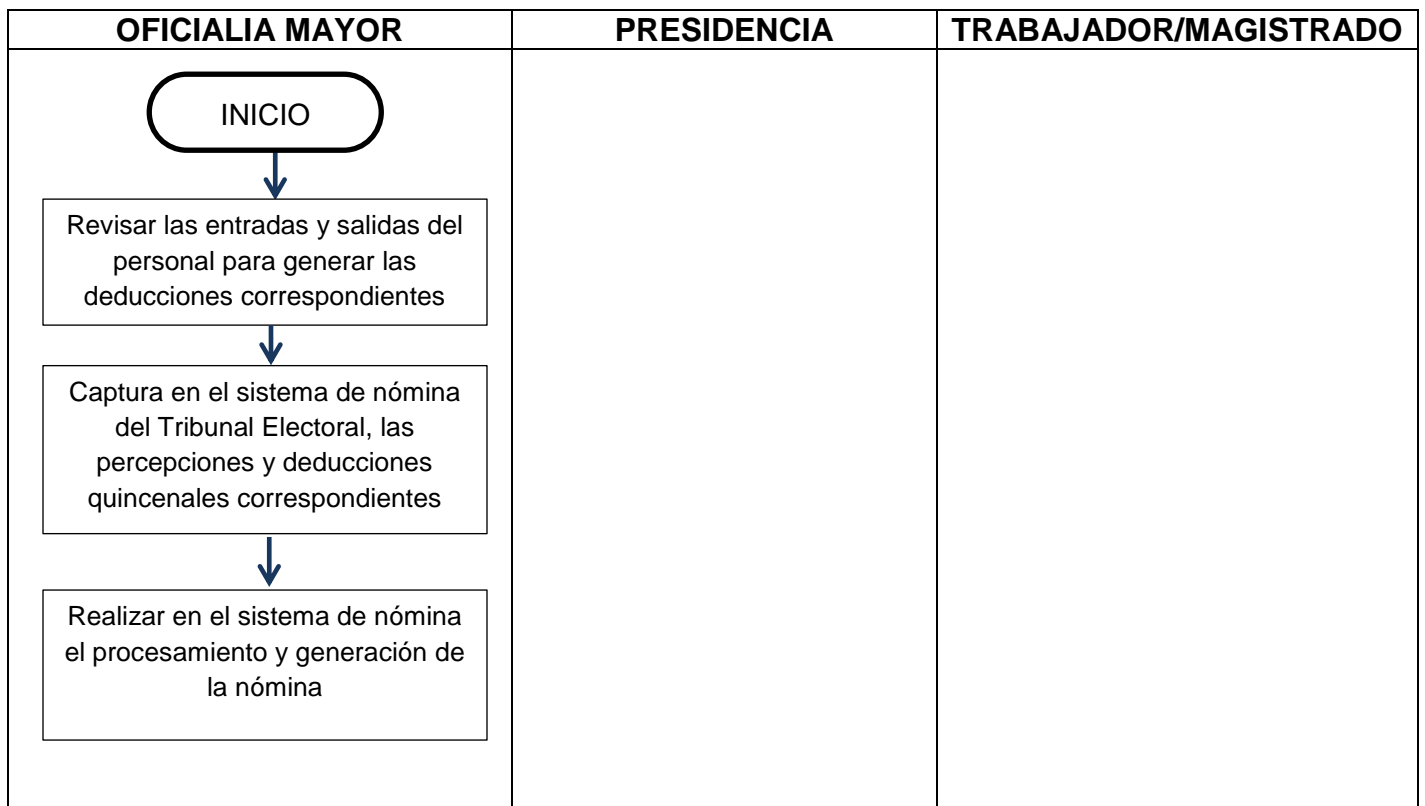 OFICIALIA MAYOR
PRESIDENCIA
TRABAJADOR/MAGISTRADO
INICIO
Revisar las entradas y salidas del
personal para generar las
deducciones correspondientes
Captura en el sistema de nómina
del Tribunal Electoral, las
percepciones y deducciones
quincenales correspondientes
Realizar en el sistema de nómina
el procesamiento y generación de
la nómina